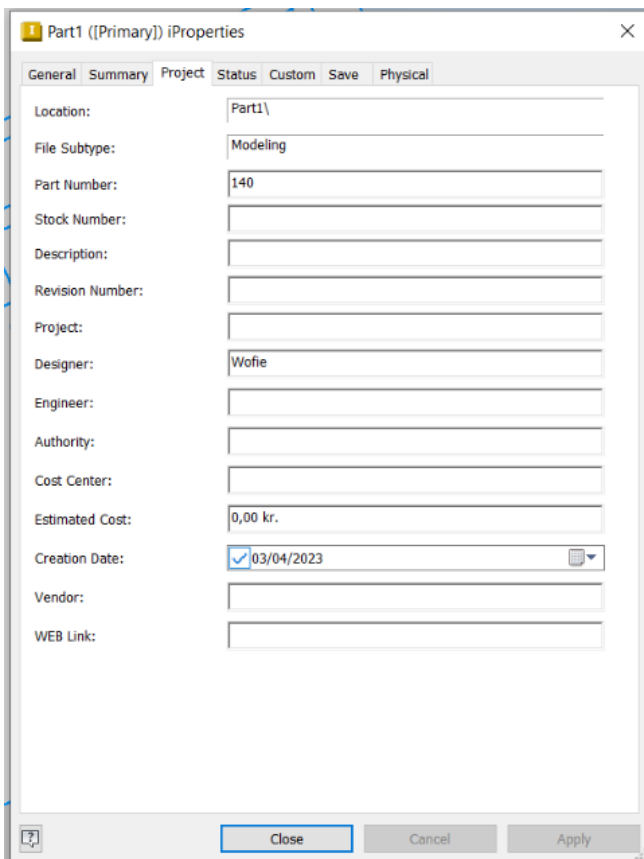 Part1 ([Primary]) iProperties
General Summary Project Status Custom Save Physical
Location: Part1\
File Subtype: Modeling
Part Number: 140
Stock Number:
Description:
Revision Number:
Project:
Designer: Wofie
Engineer:
Authority:
Cost Center:
Estimated Cost: 0,00 kr.
Creation Date: 03/04/2023
Vendor:
WEB Link:
Close Cancel Apply